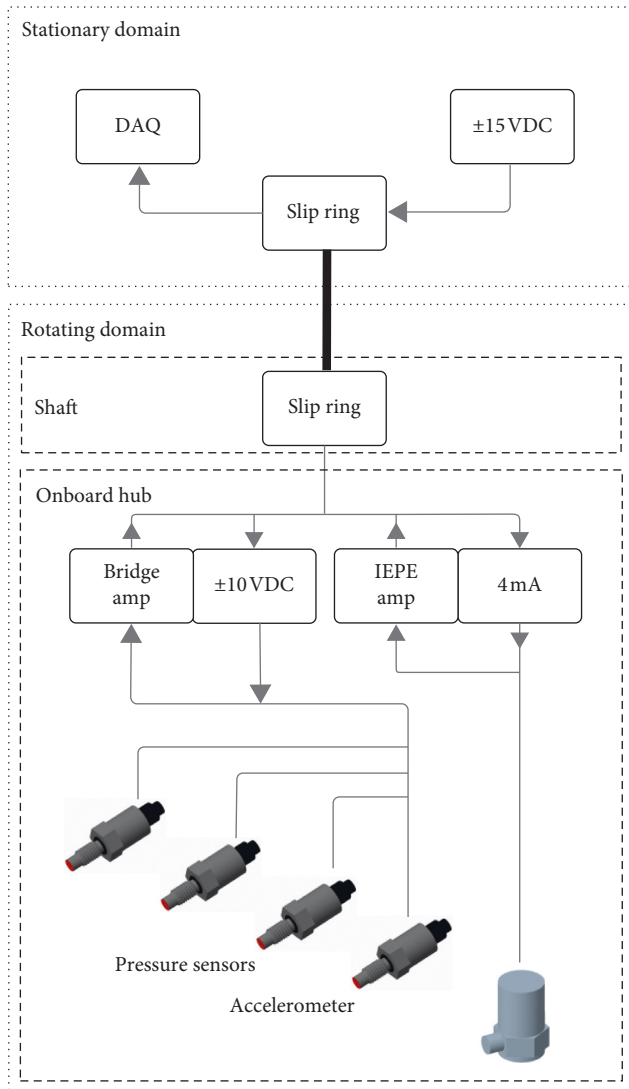 Stationary domain
DAQ
±15 VDC
Slip ring
Rotating domain
Shaft
Slip ring
Onboard hub
Bridge
amp
±10 VDC
IEPE
amp
4 mA
Pressure sensors
Accelerometer